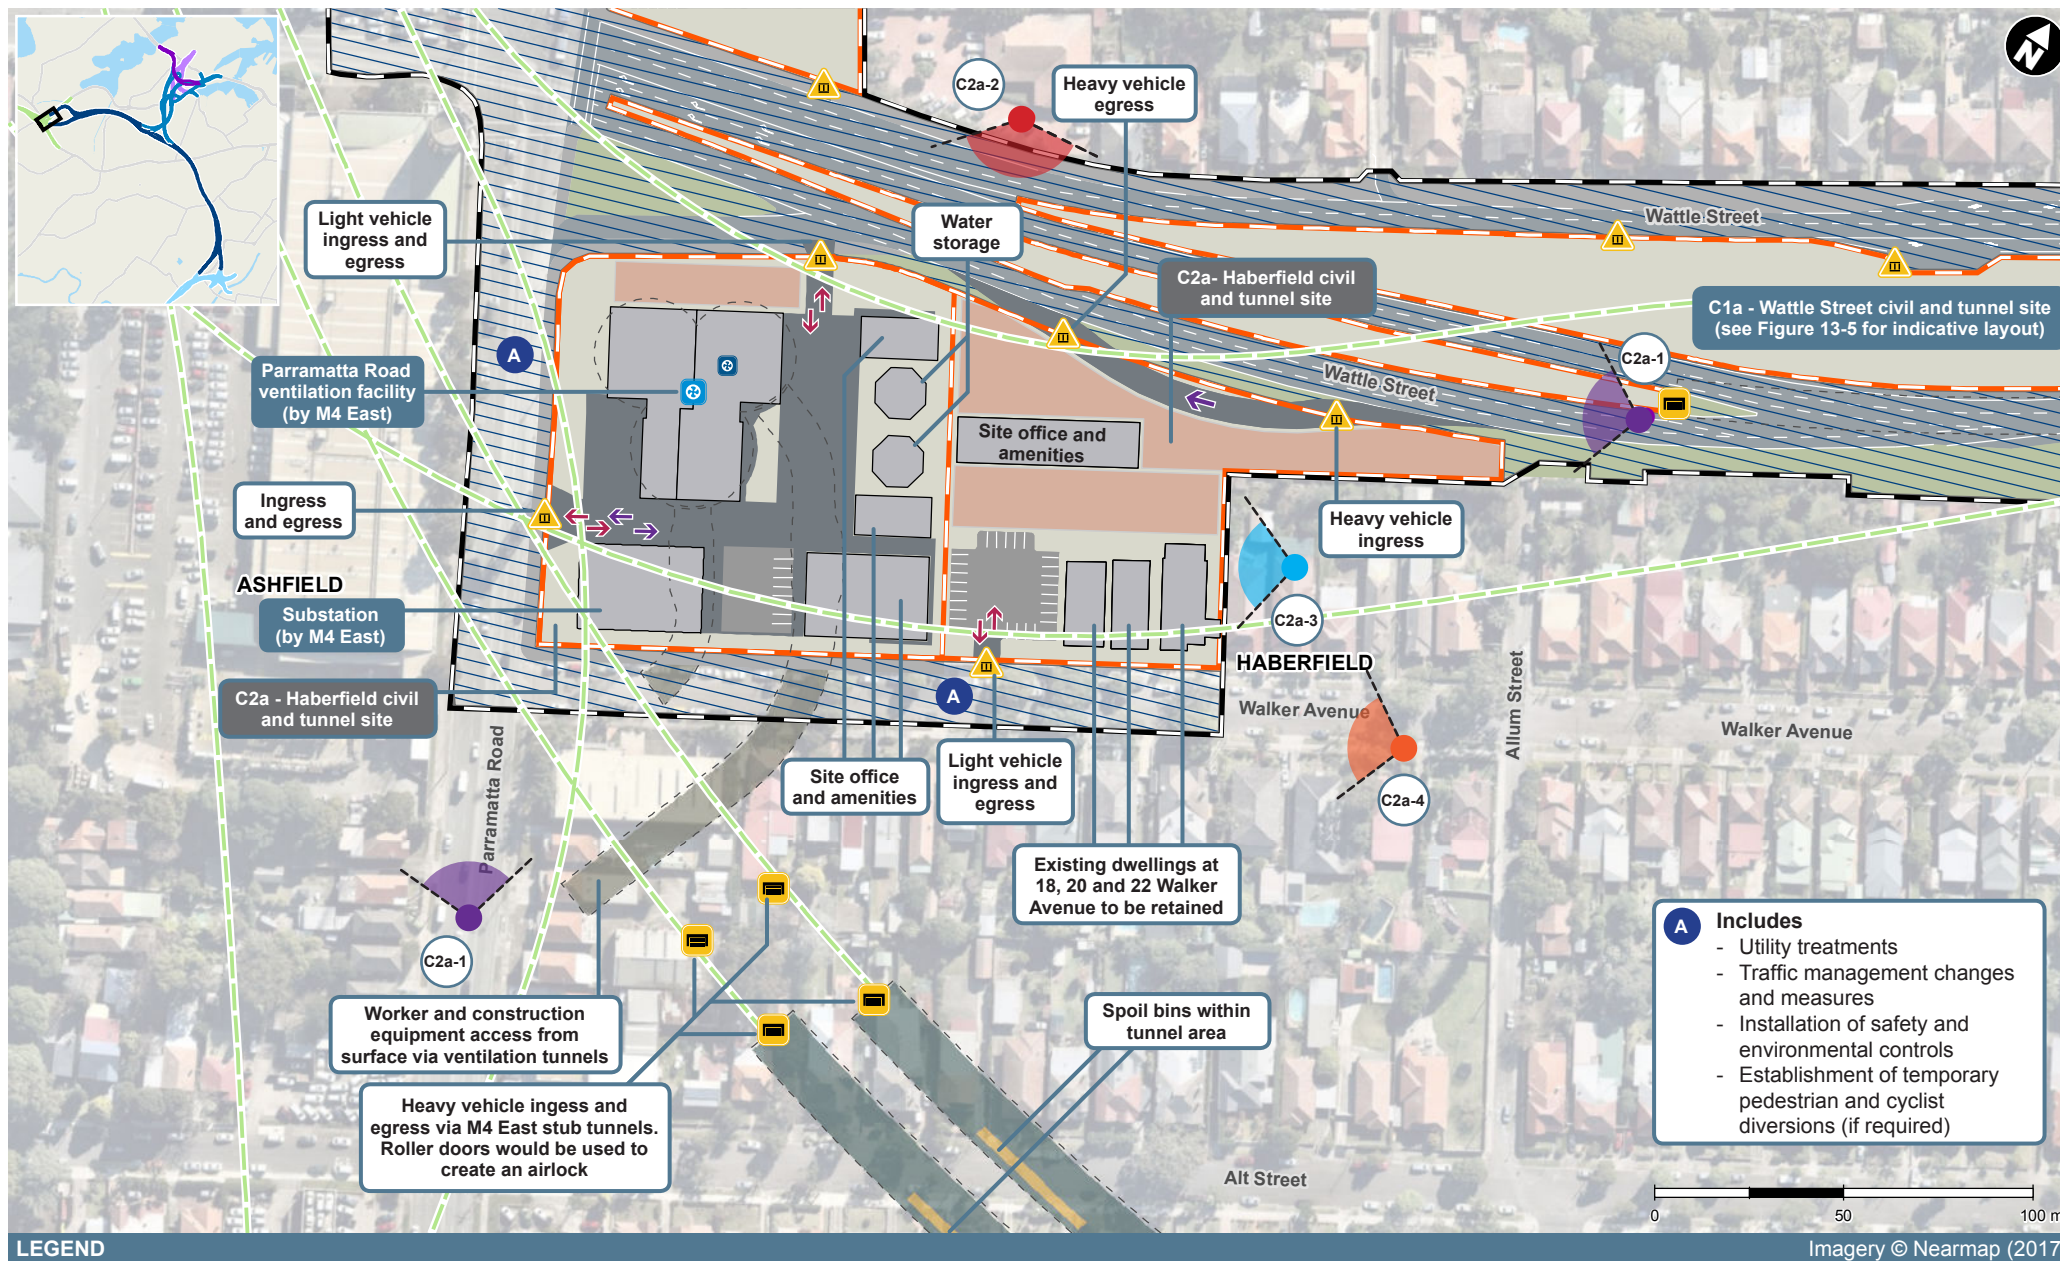 N
C2a-2
Heavy vehicle
egress
Light vehicle
ingress and
egress
Water
storage
Wattle Street
C2a- Haberfield civil
and tunnel site
C1a - Wattle Street civil and tunnel site
(see Figure 13-5 for indicative layout)
A
Parramatta Road
ventilation facility
(by M4 East)
C2a-1
Wattle Street
Site office and
amenities
Ingress
and egress
Heavy vehicle
ingress
ASHFIELD
Substation
(by M4 East)
C2a-3
HABERFIELD
C2a - Haberfield civil
and tunnel site
A
Walker Avenue
Allum Street
Walker Avenue
Parramatta Road
Site office
and amenities
Light vehicle
ingress and
egress
C2a-4
Existing dwellings at
18, 20 and 22 Walker
Avenue to be retained
C2a-1
Worker and construction
equipment access from
surface via ventilation tunnels
Spoil bins within
tunnel area
Heavy vehicle ingess and
egress via M4 East stub tunnels.
Roller doors would be used to
create an airlock
Alt Street
A Includes
- Utility treatments
- Traffic management changes
and measures
- Installation of safety and
environmental controls
- Establishment of temporary
pedestrian and cyclist
diversions (if required)
0 50 100 m
LEGEND
Imagery © Nearmap (2017